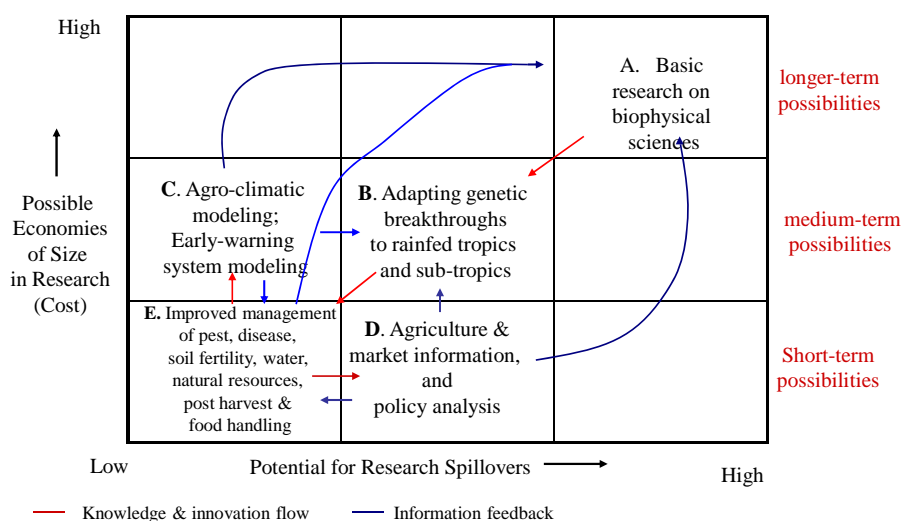 High
A. Basic
research on
biophysical
sciences
longer-term
possibilities
Possible
Economies
of Size
in Research
(Cost)
C. Agro-climatic
modeling;
Early-warning
system modeling
B. Adapting genetic
breakthroughs
to rainfed tropics
and sub-tropics
medium-term
possibilities
E. Improved management
of pest, disease,
soil fertility, water,
natural resources,
post harvest &
food handling
D. Agriculture &
market information,
and
policy analysis
Short-term
possibilities
Low
Potential for Research Spillovers
High
Knowledge & innovation flow
Information feedback